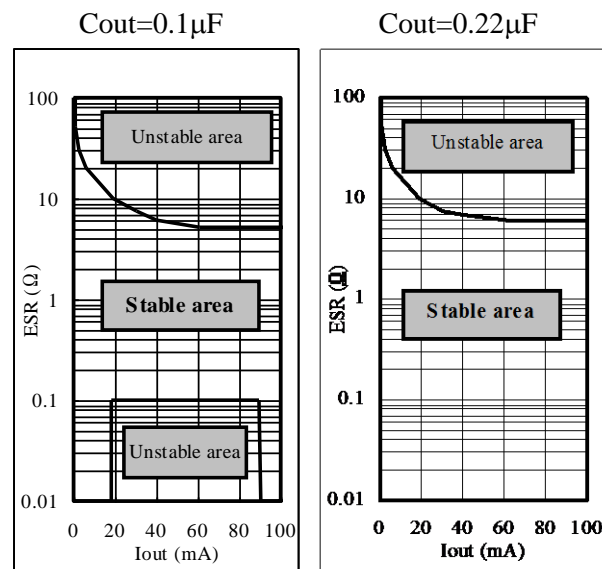 Cout=0.1µF
100
Unstable area
10
ESR (Ω)
1
Stable area
0.1
Unstable area
0.01
0 20 40 60 80 100
Iout (mA)
Cout=0.22µF
100
Unstable area
10
ESR (Ω)
1
Stable area
0.1
0.01
0 20 40 60 80 100
Iout (mA)